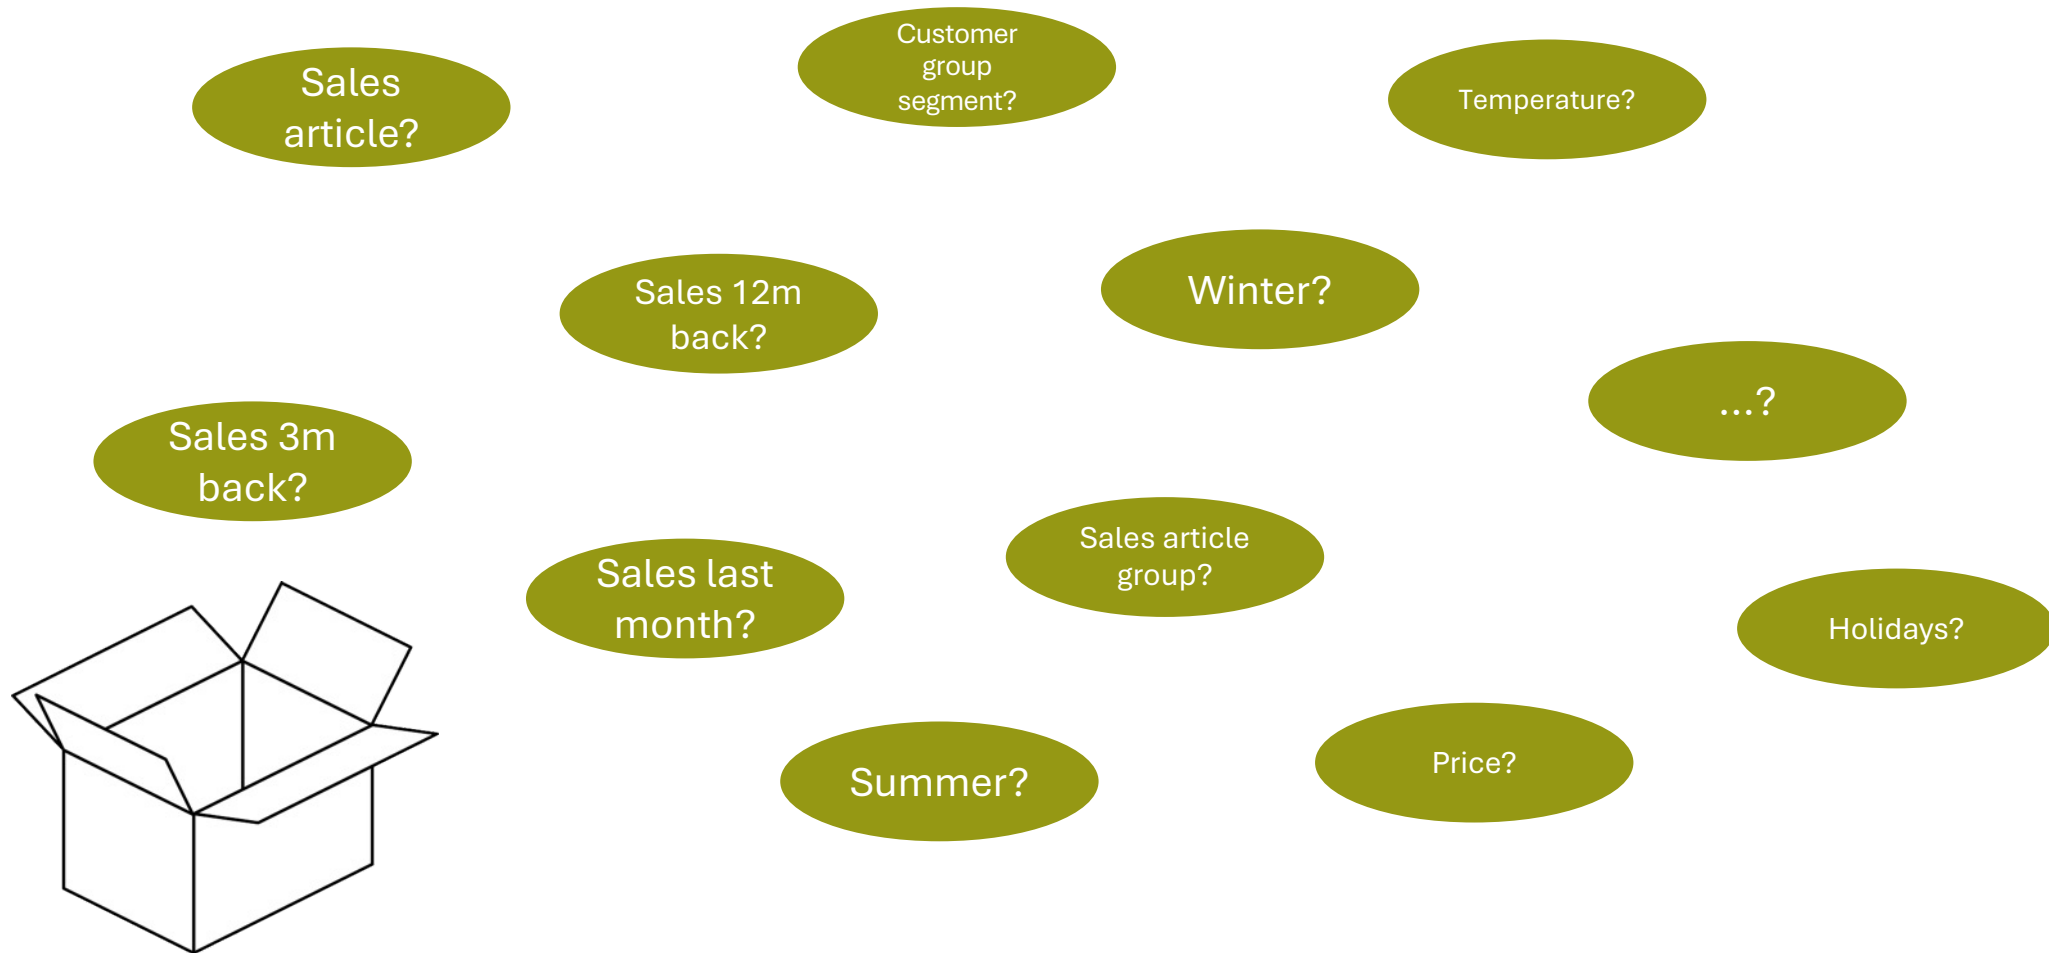 Sales
article?
Customer
group
segment?
Temperature?
Sales 12m
back?
Winter?
...?
Sales 3m
back?
Sales last
month?
Sales article
group?
Holidays?
Summer?
Price?